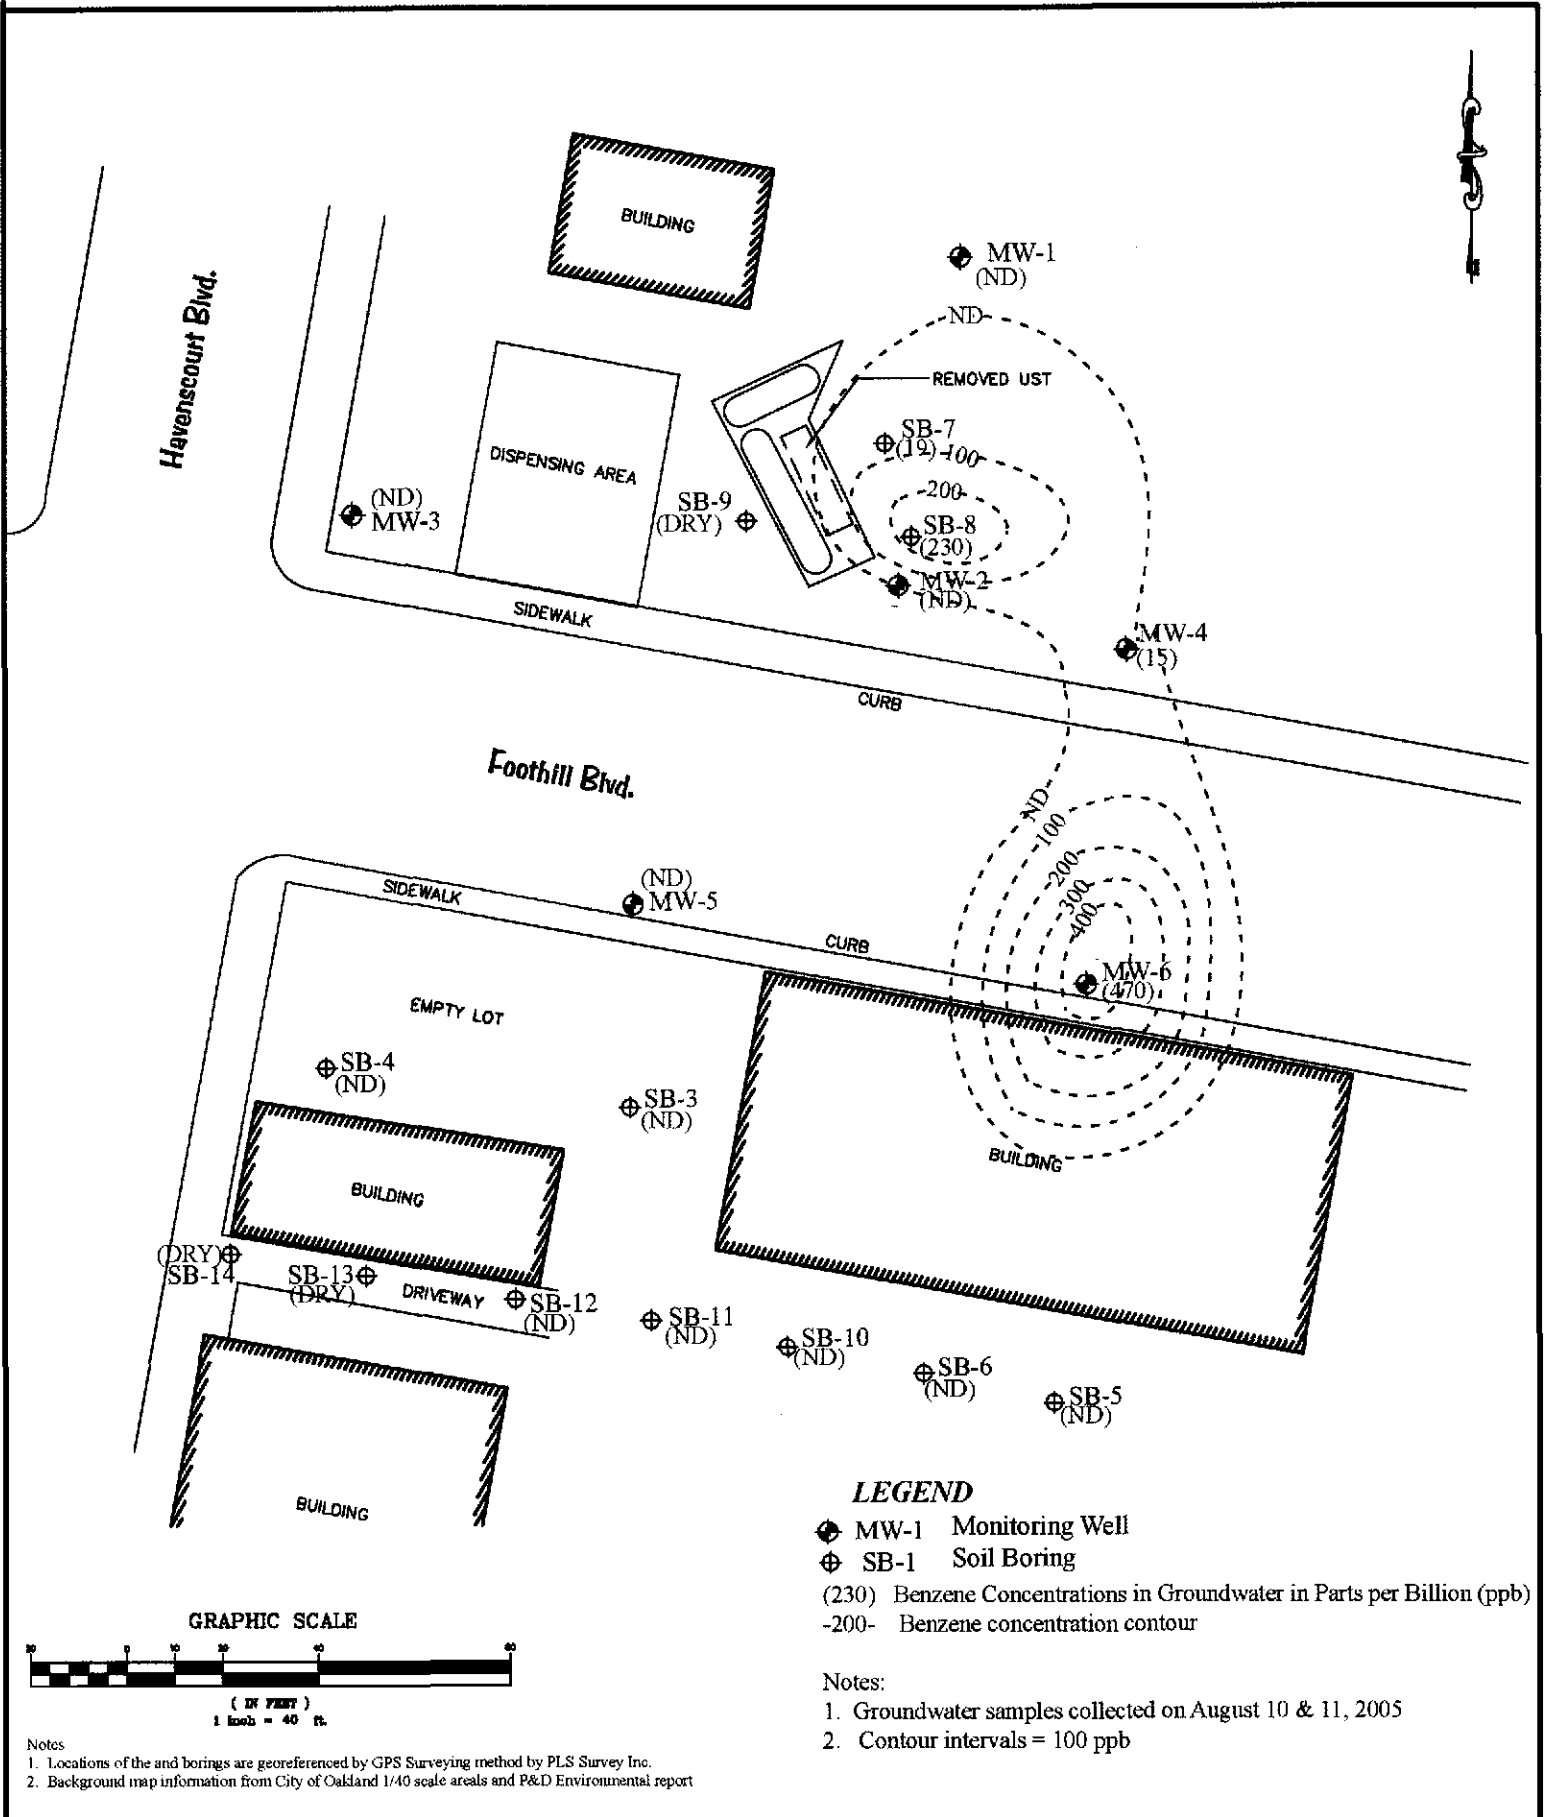 BUILDING
MW-1
(ND)
-ND-
Havenscourt Blvd.
REMOVED UST
SB-7
(19)
-100-
DISPENSING AREA
-200-
(ND)
MW-3
SB-9
(DRY)
SB-8
(230)
MW-2
(ND)
SIDEWALK
MW-4
(15)
CURB
Foothill Blvd.
-ND-
-100-
-200-
-300-
-400-
(ND)
MW-5
SIDEWALK
CURB
MW-6
(470)
EMPTY LOT
SB-4
(ND)
SB-3
(ND)
BUILDING
BUILDING
(DRY)
SB-14
SB-13
(DRY)
DRIVEWAY
SB-12
(ND)
SB-11
(ND)
SB-10
(ND)
SB-6
(ND)
SB-5
(ND)
BUILDING
LEGEND
MW-1 Monitoring Well
SB-1 Soil Boring
(230) Benzene Concentrations in Groundwater in Parts per Billion (ppb)
-200- Benzene concentration contour
GRAPHIC SCALE
20 0 10 20 40 80
( IN FEET )
1 inch = 40 ft.
Notes:
1. Groundwater samples collected on August 10 & 11, 2005
2. Contour intervals = 100 ppb
Notes
1. Locations of the and borings are georeferenced by GPS Surveying method by PLS Survey Inc.
2. Background map information from City of Oakland 1/40 scale areals and P&D Environmental report